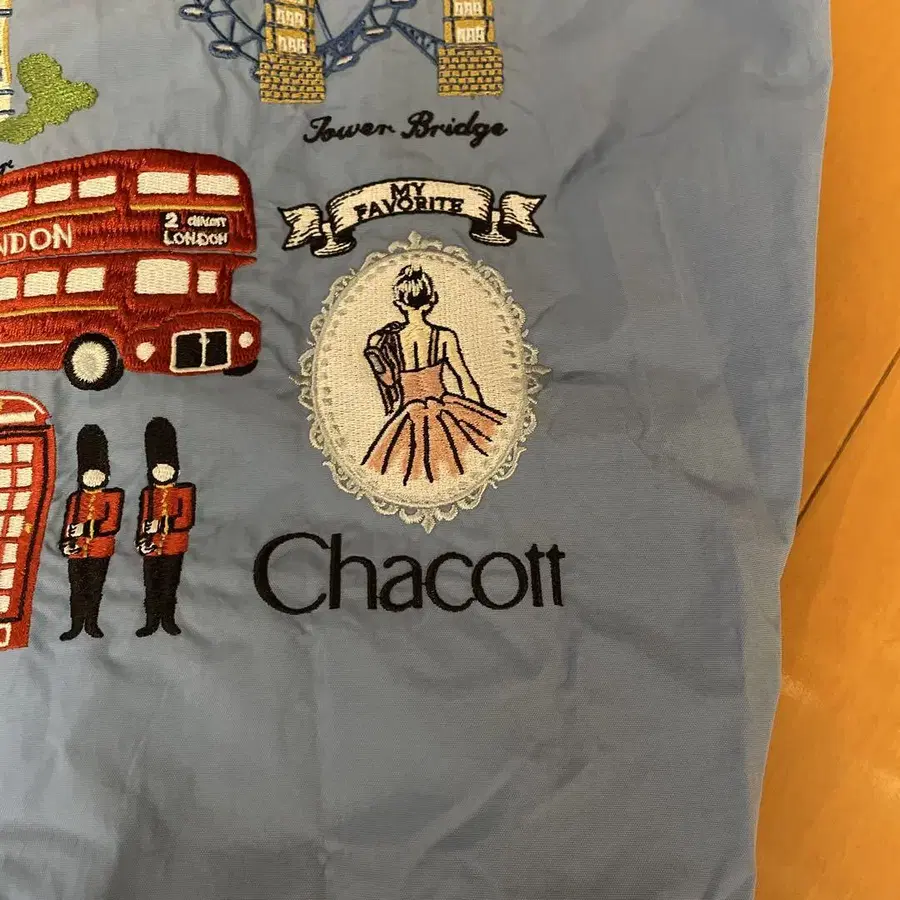 Tower Bridge
MY
FAVORITE
NDON
2 CHACOTT
LONDON
Chacott